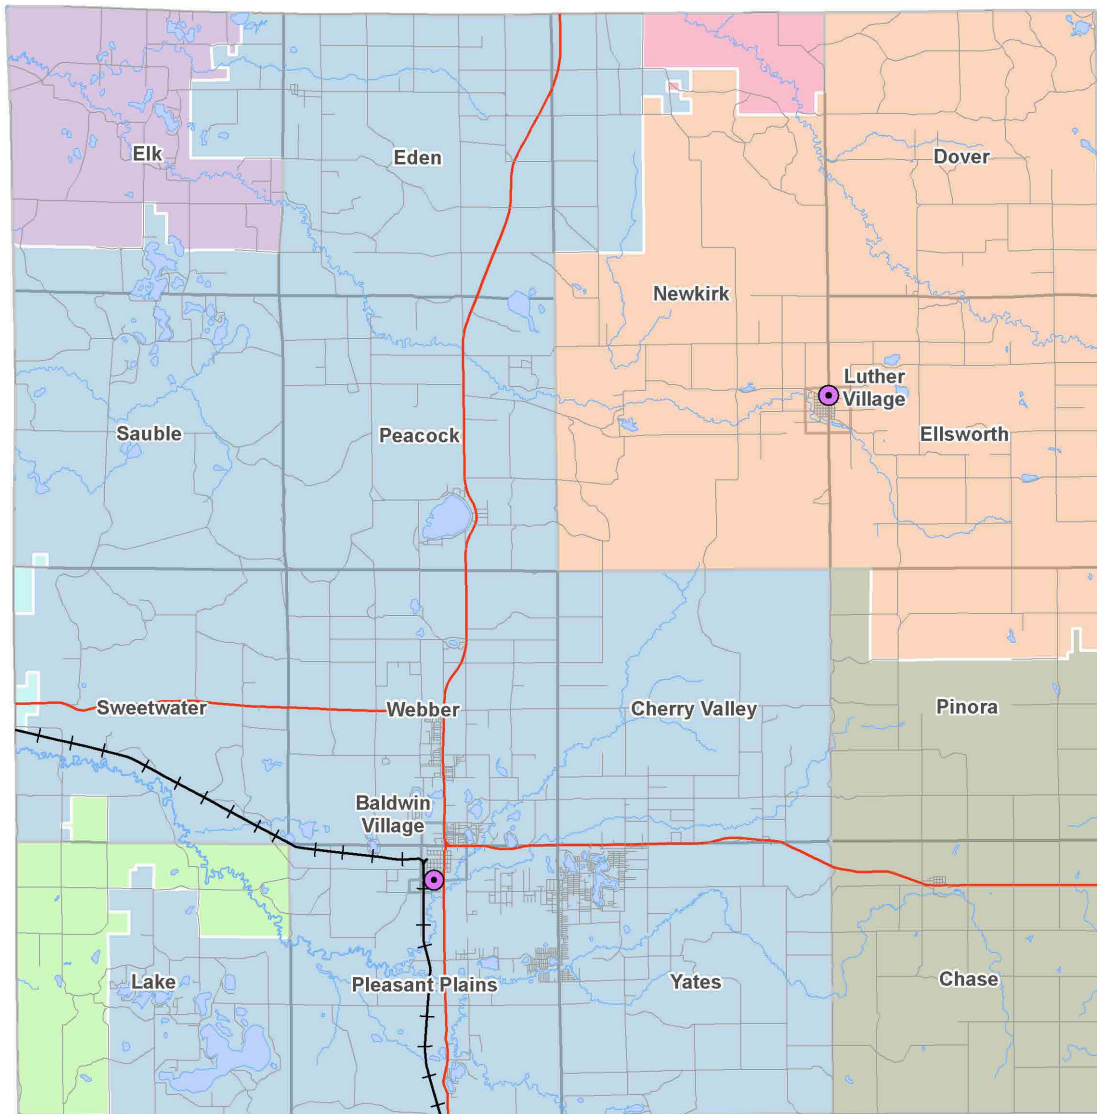 Elk
Eden
Dover
Newkirk
Luther
Village
Sauble
Peacock
Ellsworth
Sweetwater
Webber
Cherry Valley
Pinora
Baldwin
Village
Lake
Pleasant Plains
Yates
Chase